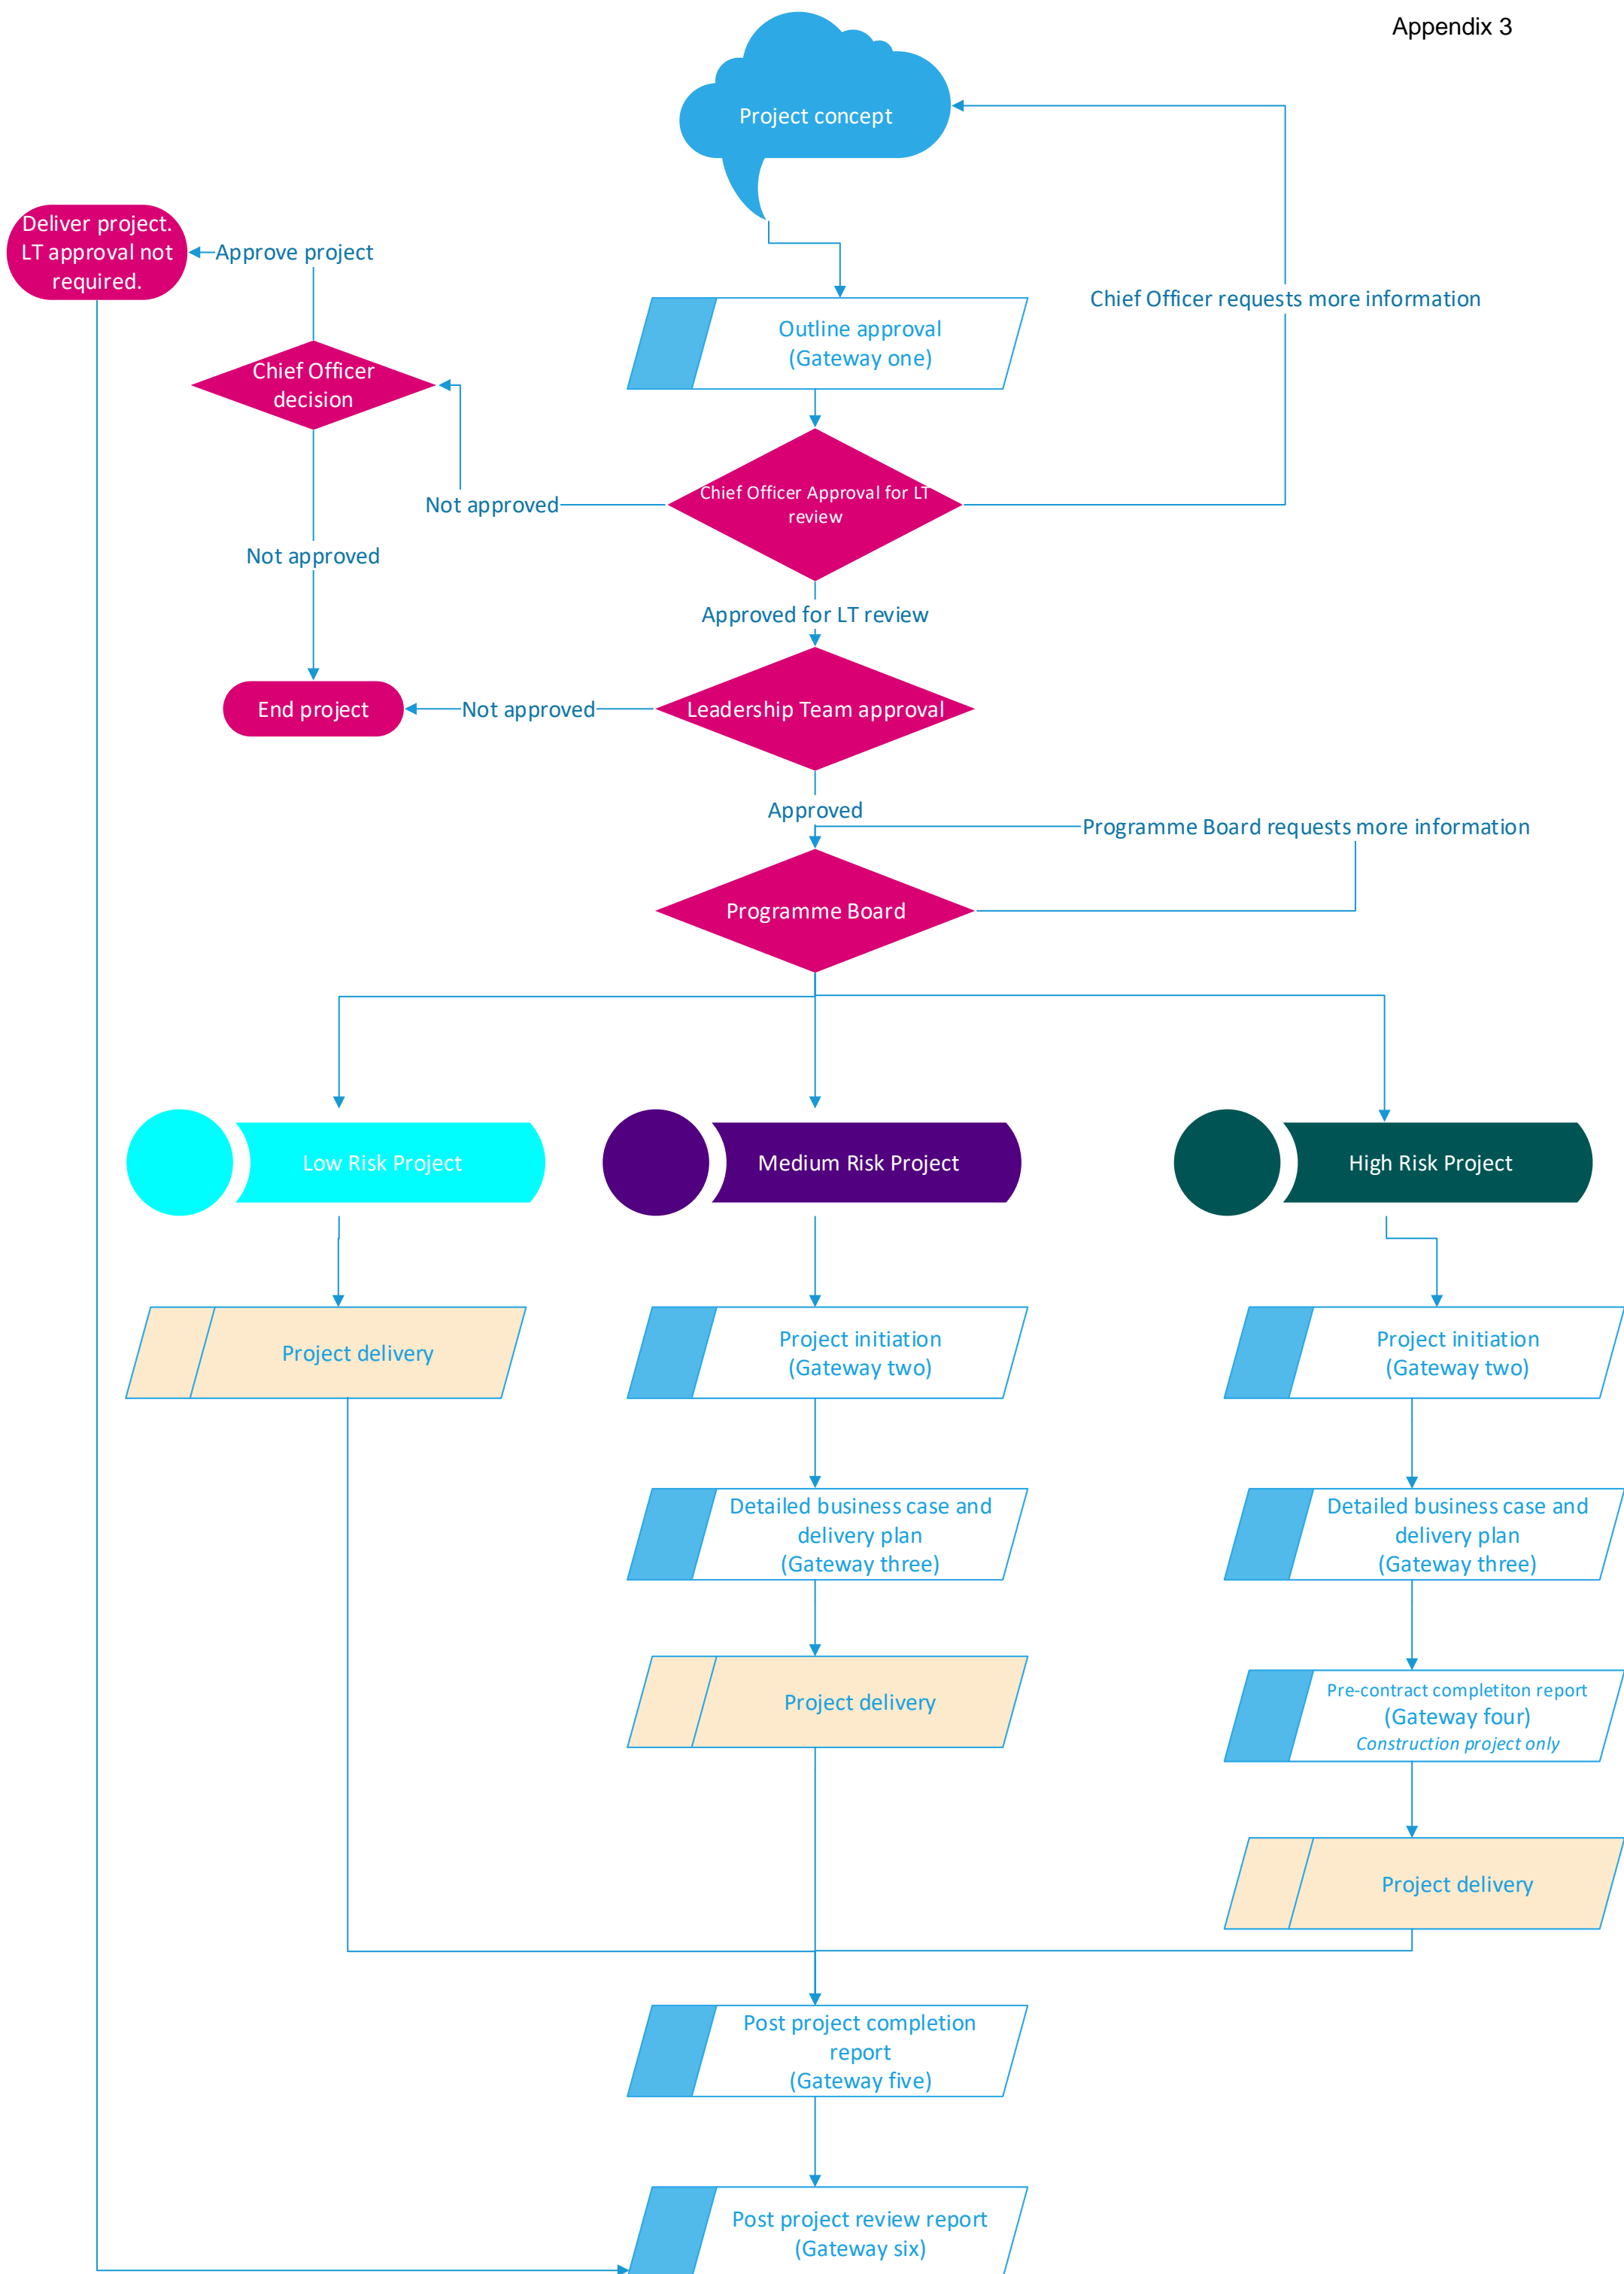 Appendix 3
Project concept
Deliver project.
LT approval not
required.
Approve project
Chief Officer requests more information
Outline approval
(Gateway one)
Chief Officer
decision
Chief Officer Approval for LT
review
Not approved
Not approved
Approved for LT review
End project
Not approved
Leadership Team approval
Approved
Programme Board requests more information
Programme Board
Low Risk Project
Medium Risk Project
High Risk Project
Project delivery
Project initiation
(Gateway two)
Project initiation
(Gateway two)
Detailed business case and
delivery plan
(Gateway three)
Detailed business case and
delivery plan
(Gateway three)
Project delivery
Pre-contract completiton report
(Gateway four)
Construction project only
Project delivery
Post project completion
report
(Gateway five)
Post project review report
(Gateway six)